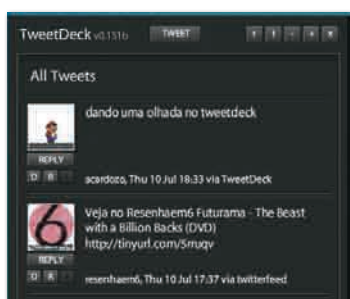 TweetDeck v0.151b TWEET
All Tweets
dando uma olhada no tweetdeck
REPLY
D R
acardozo, Thu 10 Jul 18:33 via TweetDeck
6
Veja no Resenhaem6 Futurama - The Beast
with a Billion Backs (DVD)
http://tinyurl.com/5rruqv
REPLY
D R
resenhaem6, Thu 10 Jul 17:37 via twitterfeed